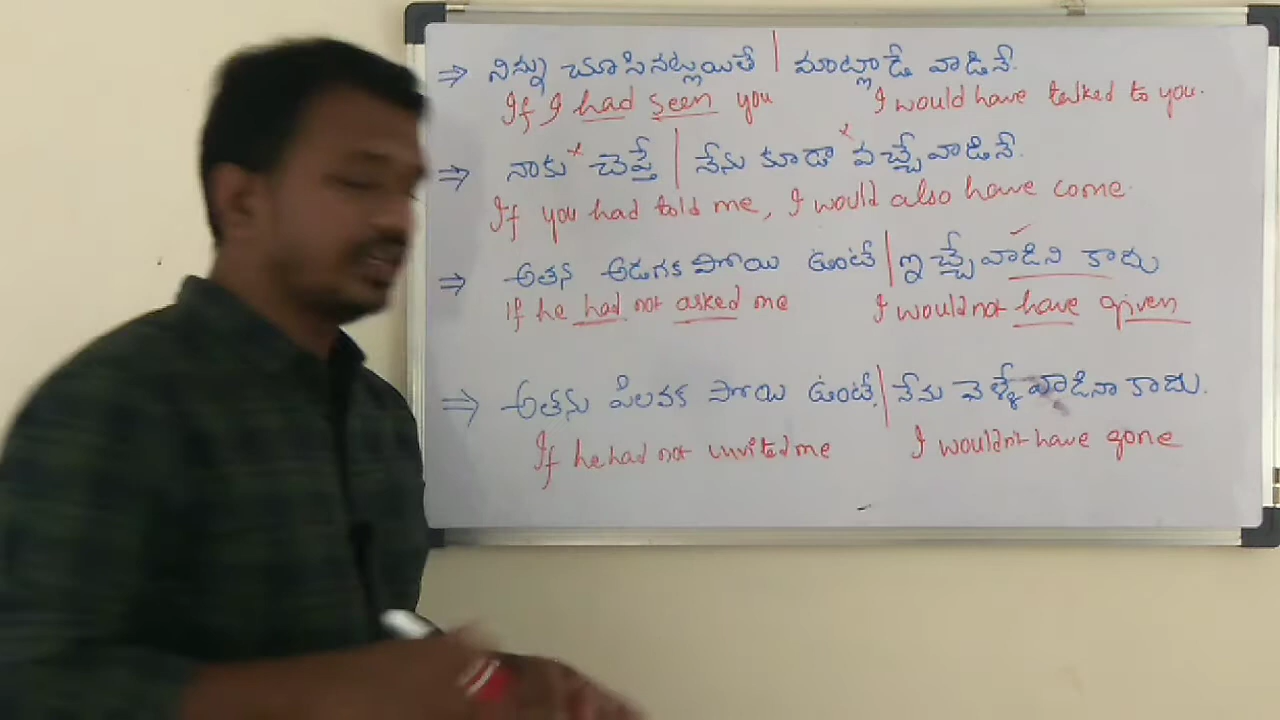 ⇒ నిన్ను చూసినట్లుయితే | మాట్లాడే వాడినే.
If I had seen you I would have talked to you.
⇒ నాకు చెప్తే | నేను కూడా వచ్చేవాడినే.
If you had told me, I would also have come.
⇒ అతన అడగక పోయి ఉంటే | ఇచ్చేవాడిని కాదు
If he had not asked me I would not have given
⇒ అతను పిలవక పోయి ఉంటే, | నేను వెళ్ళేవాడినా కాదు.
If he had not invited me I wouldn't have gone